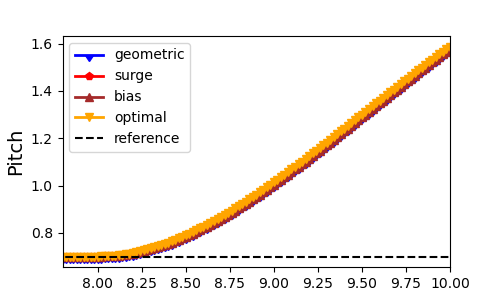 1.6
1.4
1.2
1.0
0.8
Pitch
geometric
surge
bias
optimal
reference
8.00 8.25 8.50 8.75 9.00 9.25 9.50 9.75 10.00